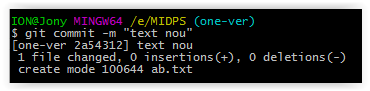 ION@Jony MINGW64 /e/MIDPS (one-ver)
$ git commit -m "text nou"
[one-ver 2a54312] text nou
 1 file changed, 0 insertions(+), 0 deletions(-)
 create mode 100644 ab.txt